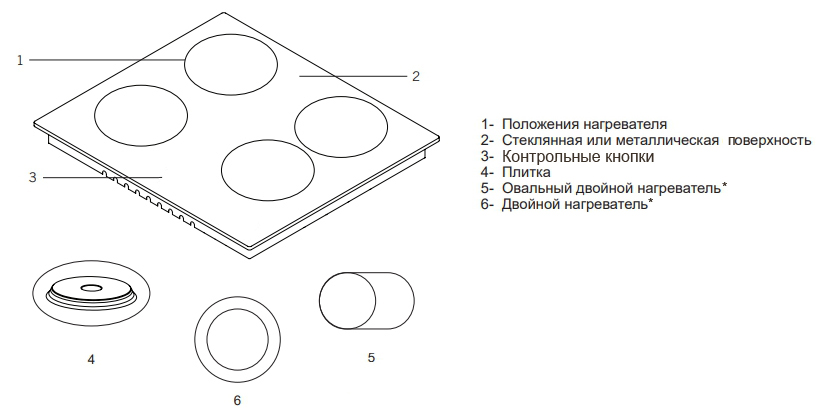 1
2
3
1- Положения нагревателя
2- Стеклянная или металлическая поверхность
3- Контрольные кнопки
4- Плитка
5- Овальный двойной нагреватель*
6- Двойной нагреватель*
4
5
6